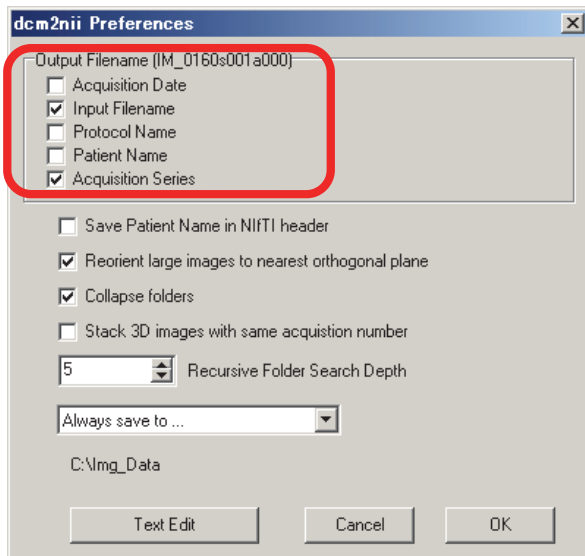 dcm2nii Preferences
Output Filename (IM_0160s001a000)
Acquisition Date
Input Filename
Protocol Name
Patient Name
Acquisition Series
Save Patient Name in NIfTI header
Reorient large images to nearest orthogonal plane
Collapse folders
Stack 3D images with same acquistion number
5 Recursive Folder Search Depth
Always save to ...
C:\Img_Data
Text Edit Cancel OK